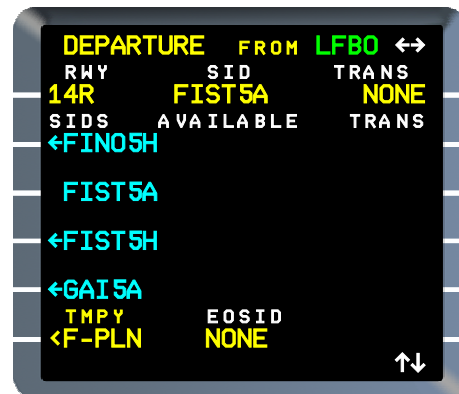 DEPARTURE FROM LFBO ←→
RWY SID TRANS
14R FIST5A NONE
SIDS AVAILABLE TRANS
←FINO5H
FIST5A
←FIST5H
←GAI5A
TMPY EOSID
<F-PLN NONE
↑↓